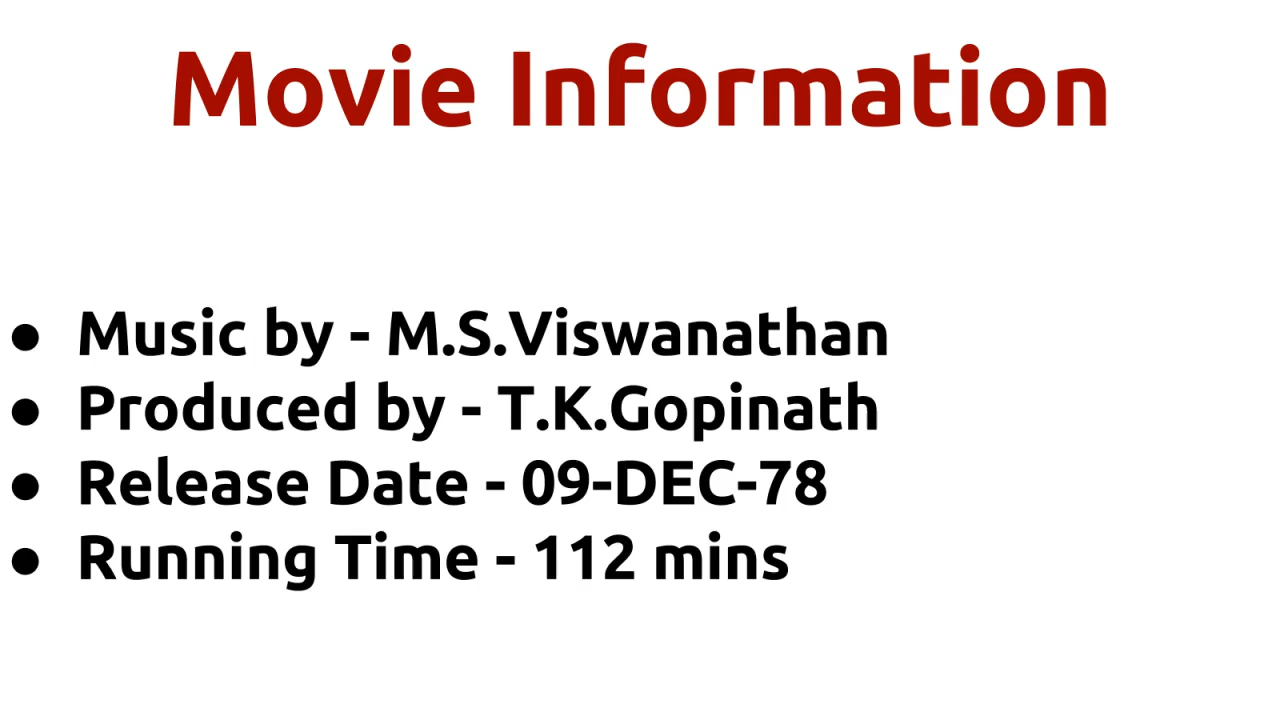 Movie Information
● Music by - M.S.Viswanathan
● Produced by - T.K.Gopinath
● Release Date - 09-DEC-78
● Running Time - 112 mins